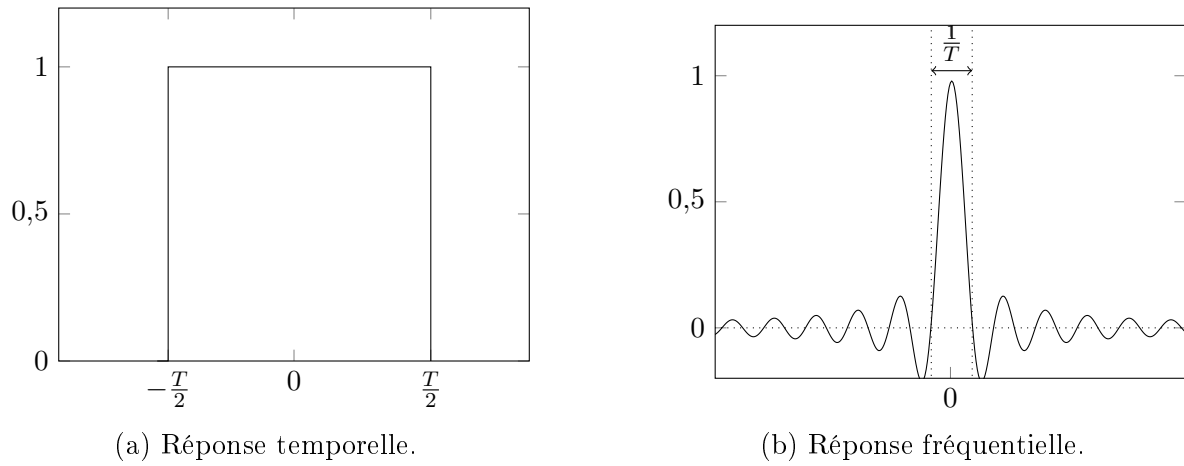 1
0,5
0
−T/2
0
T/2
(a) Réponse temporelle.
1/T
1
0,5
0
0
(b) Réponse fréquentielle.